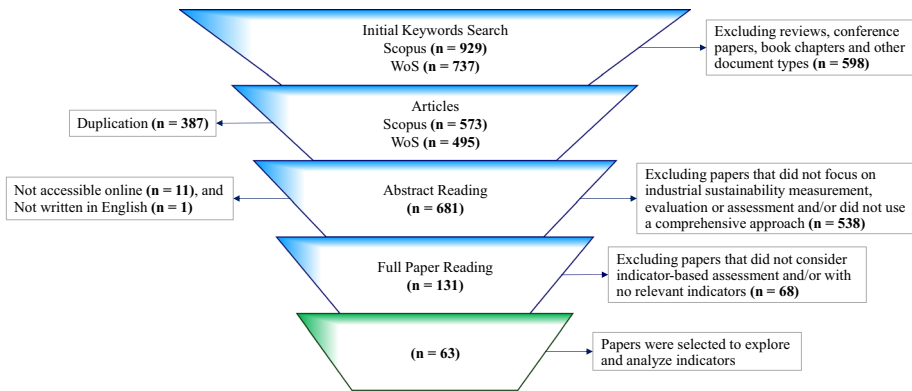 Initial Keywords Search
Scopus (n = 929)
WoS (n = 737)
Excluding reviews, conference
papers, book chapters and other
document types (n = 598)
Articles
Scopus (n = 573)
WoS (n = 495)
Duplication (n = 387)
Abstract Reading
(n = 681)
Not accessible online (n = 11), and
Not written in English (n = 1)
Excluding papers that did not focus on
industrial sustainability measurement,
evaluation or assessment and/or did not use
a comprehensive approach (n = 538)
Full Paper Reading
(n = 131)
Excluding papers that did not consider
indicator-based assessment and/or with
no relevant indicators (n = 68)
(n = 63)
Papers were selected to explore
and analyze indicators